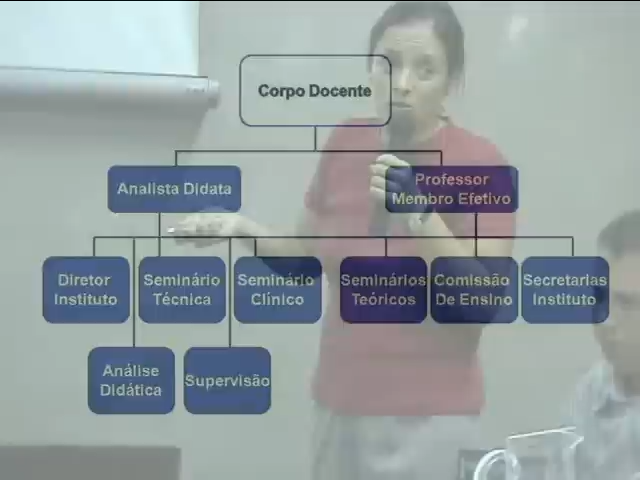 Corpo Docente
Analista Didata
Professor
Membro Efetivo
Diretor
Instituto
Seminário
Técnica
Seminário
Clínico
Seminários
Teóricos
Comissão
De Ensino
Secretarias
Instituto
Análise
Didática
Supervisão